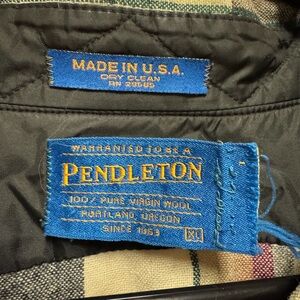 MADE IN U.S.A.
DRY CLEAN
RN 29685
WARRANTED TO BE A
PENDLETON
100% PURE VIRGIN WOOL
PORTLAND, OREGON
SINCE 1863
XL